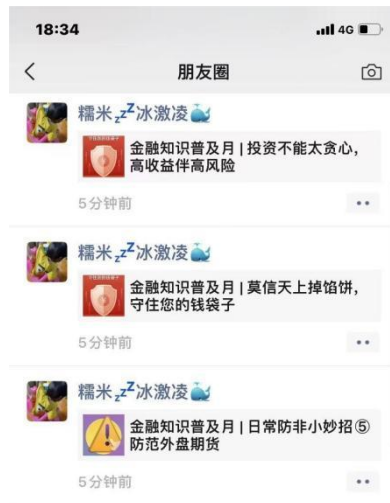 18:34
4G
朋友圈
糯米zzZ冰激凌🐳
金融知识普及月 | 投资不能太贪心，
高收益伴高风险
5分钟前
糯米zzZ冰激凌🐳
金融知识普及月 | 莫信天上掉馅饼，
守住您的钱袋子
5分钟前
糯米zzZ冰激凌🐳
金融知识普及月 | 日常防非小妙招⑤
防范外盘期货
5分钟前